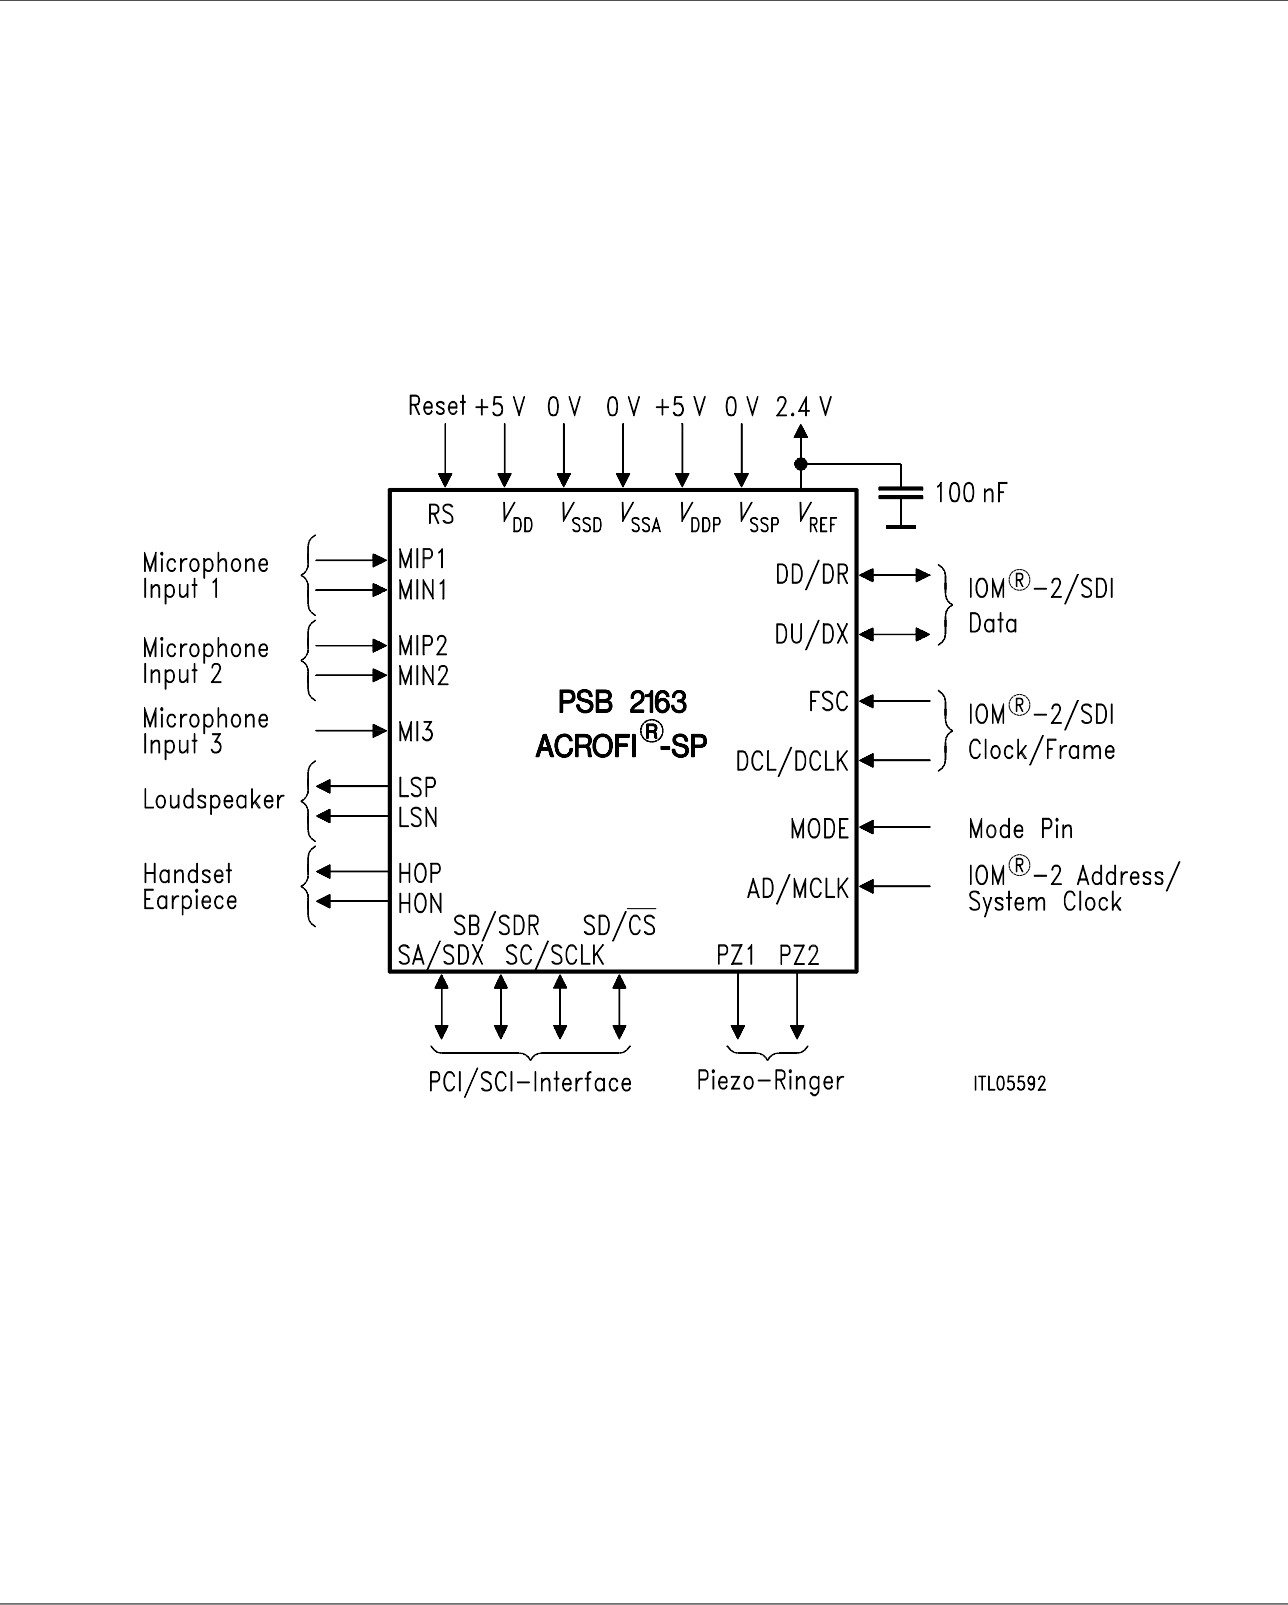 Reset +5 V 0 V 0 V +5 V 0 V 2.4 V
100 nF
RS VDD VSSD VSSA VDDP VSSP VREF
Microphone
Input 1
MIP1
MIN1
Microphone
Input 2
MIP2
MIN2
Microphone
Input 3
MI3
Loudspeaker
LSP
LSN
Handset
Earpiece
HOP
HON
PSB 2163
ACROFI®-SP
DD/DR
DU/DX
IOM®-2/SDI
Data
FSC
DCL/DCLK
IOM®-2/SDI
Clock/Frame
MODE
Mode Pin
AD/MCLK
IOM®-2 Address/
System Clock
SB/SDR SD/C̅S̅
SA/SDX SC/SCLK PZ1 PZ2
PCI/SCI-Interface
Piezo-Ringer
ITL05592